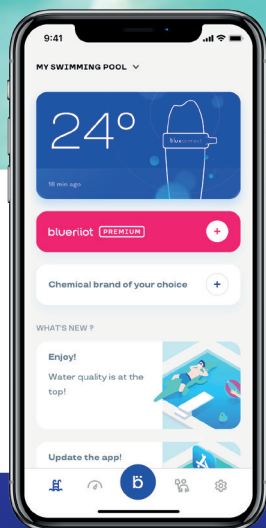 9:41
MY SWIMMING POOL
24°
blueconnect
18 min ago
blueriiot PREMIUM
Chemical brand of your choice
WHAT'S NEW ?
Enjoy!
Water quality is at the
top!
Update the app!